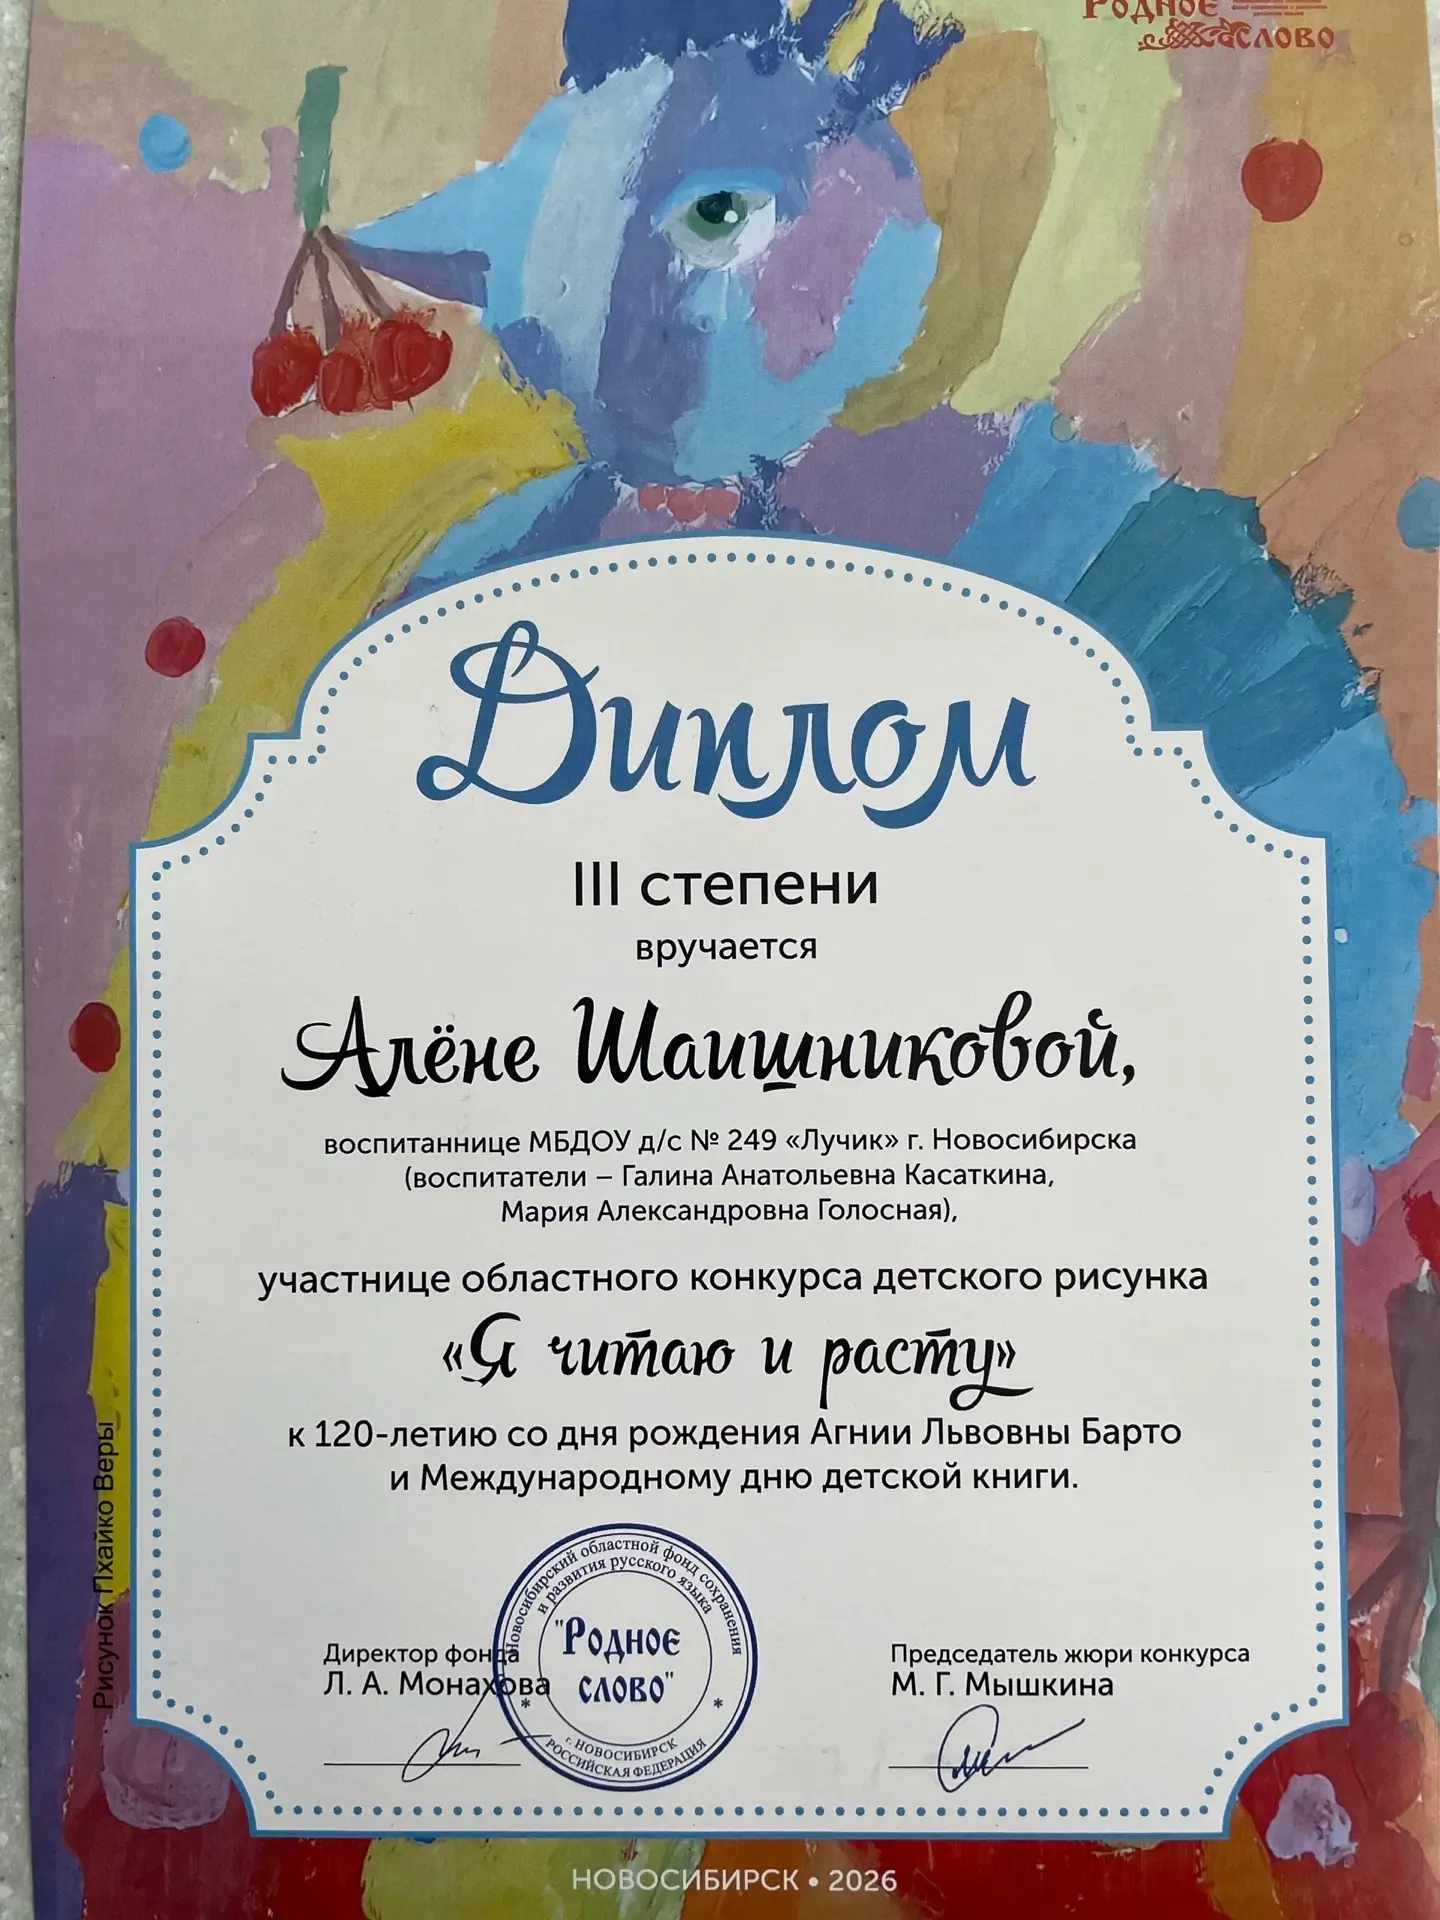 Родное
слово
Диплом
III степени
вручается
Алёне Шаишниковой,
воспитаннице МБДОУ д/с № 249 «Лучик» г. Новосибирска
(воспитатели – Галина Анатольевна Касаткина,
Мария Александровна Голосная),
участнице областного конкурса детского рисунка
«Я читаю и расту»
к 120-летию со дня рождения Агнии Львовны Барто
и Международному дню детской книги.
Рисунок Пхайко Веры
Директор фонда
Л. А. Монахова
Новосибирский областной фонд сохранения
и развития русского языка
"Родное
слово"
г. НОВОСИБИРСК
РОССИЙСКАЯ ФЕДЕРАЦИЯ
Председатель жюри конкурса
М. Г. Мышкина
НОВОСИБИРСК • 2026